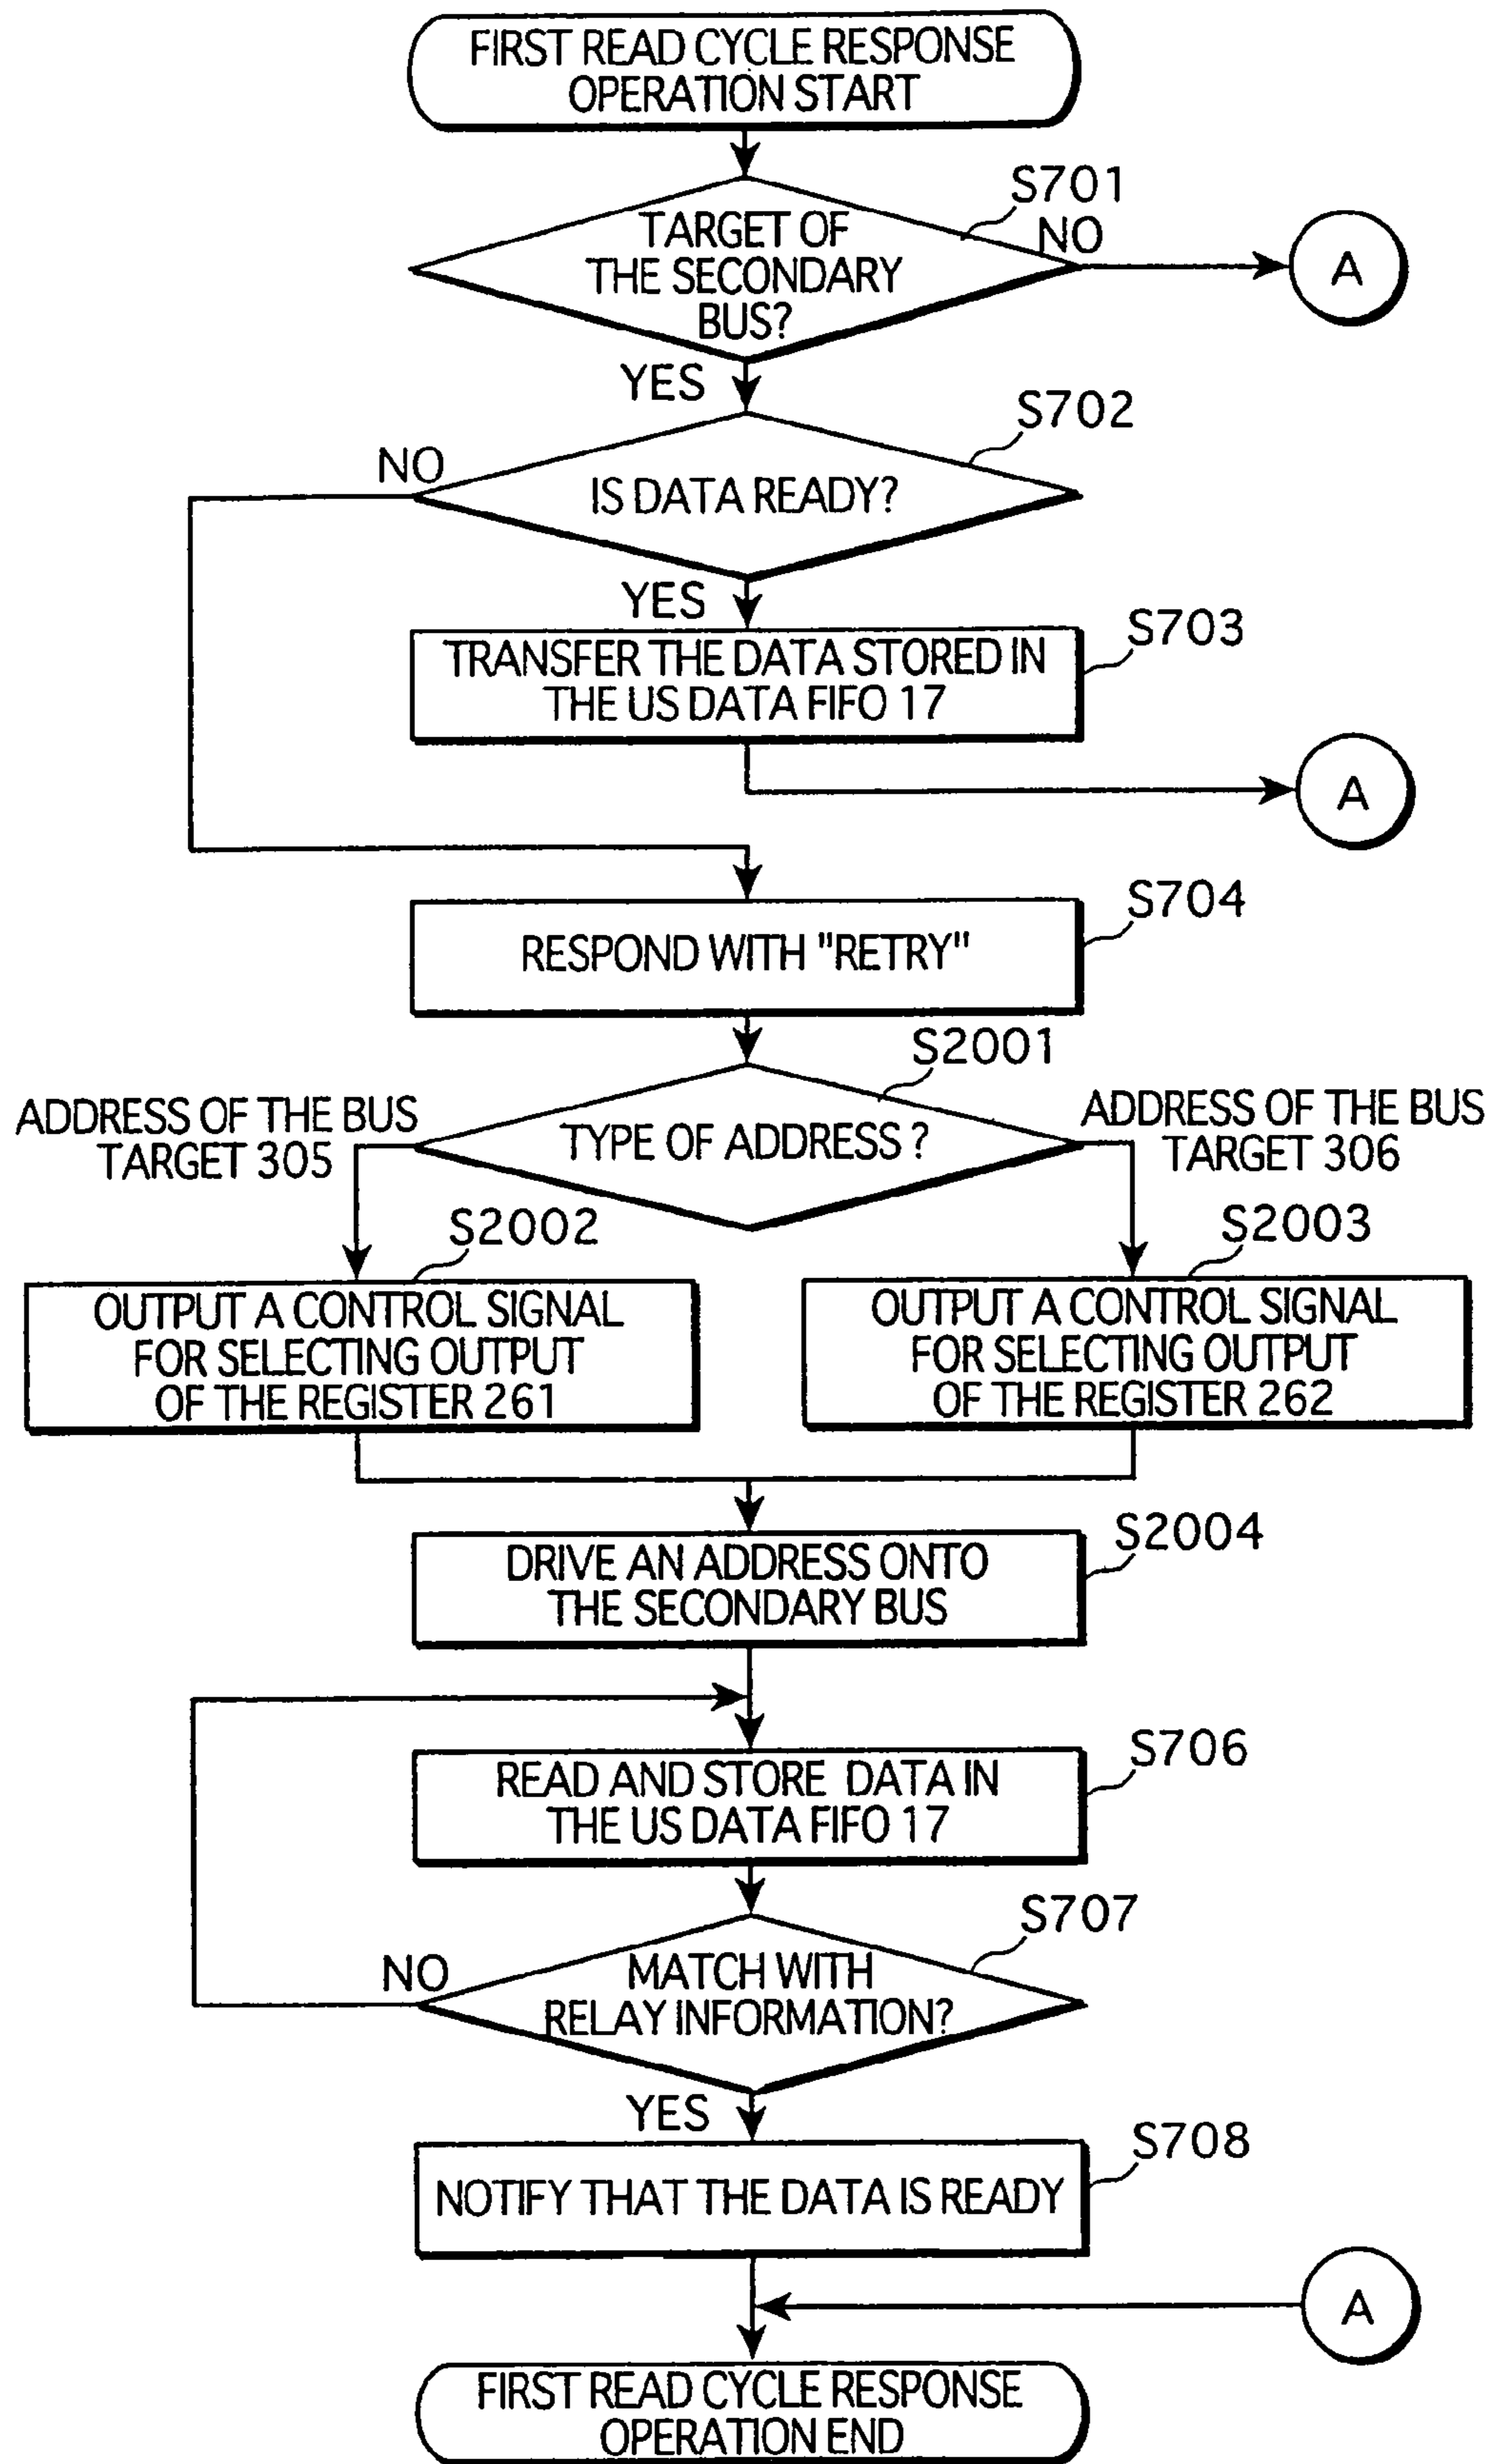 FIRST READ CYCLE RESPONSE
OPERATION START
S701
TARGET OF
THE SECONDARY
BUS?
NO
A
YES
S702
NO
IS DATA READY?
YES
S703
TRANSFER THE DATA STORED IN
THE US DATA FIFO 17
A
S704
RESPOND WITH "RETRY"
S2001
ADDRESS OF THE BUS
TARGET 305
TYPE OF ADDRESS ?
ADDRESS OF THE BUS
TARGET 306
S2002
S2003
OUTPUT A CONTROL SIGNAL
FOR SELECTING OUTPUT
OF THE REGISTER 261
OUTPUT A CONTROL SIGNAL
FOR SELECTING OUTPUT
OF THE REGISTER 262
S2004
DRIVE AN ADDRESS ONTO
THE SECONDARY BUS
S706
READ AND STORE DATA IN
THE US DATA FIFO 17
S707
NO
MATCH WITH
RELAY INFORMATION?
YES
S708
NOTIFY THAT THE DATA IS READY
A
FIRST READ CYCLE RESPONSE
OPERATION END